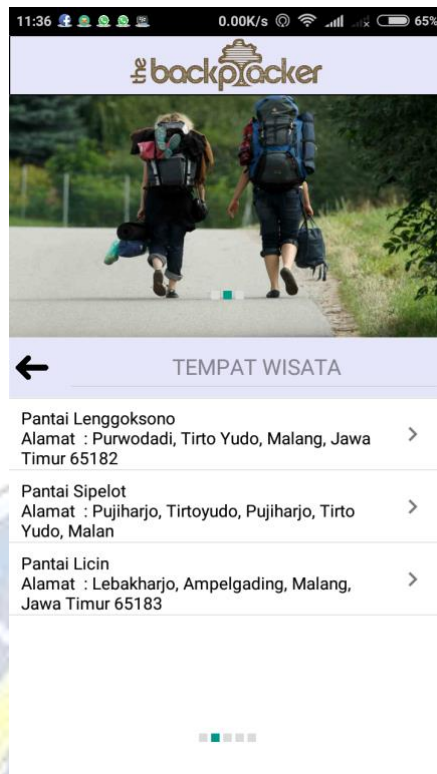 11:36 0.00K/s 65%
the backpacker
TEMPAT WISATA
Pantai Lenggoksono
Alamat : Purwodadi, Tirto Yudo, Malang, Jawa
Timur 65182
Pantai Sipelot
Alamat : Pujiharjo, Tirtoyudo, Pujiharjo, Tirto
Yudo, Malan
Pantai Licin
Alamat : Lebakharjo, Ampelgading, Malang,
Jawa Timur 65183